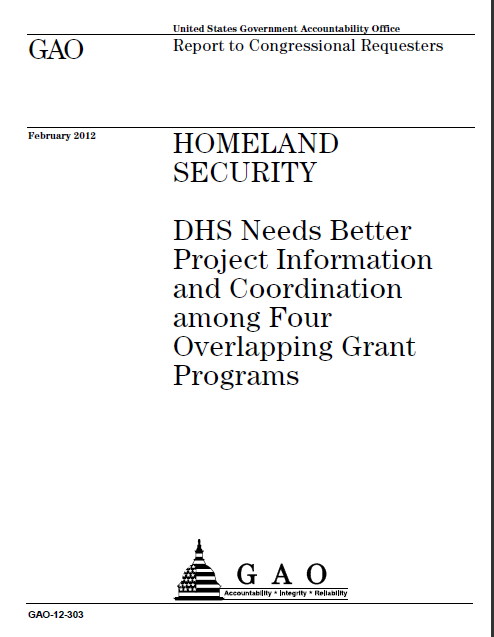 United States Government Accountability Office
GAO
Report to Congressional Requesters
February 2012
HOMELAND
SECURITY
DHS Needs Better
Project Information
and Coordination
among Four
Overlapping Grant
Programs
G A O
Accountability * Integrity * Reliability
GAO-12-303